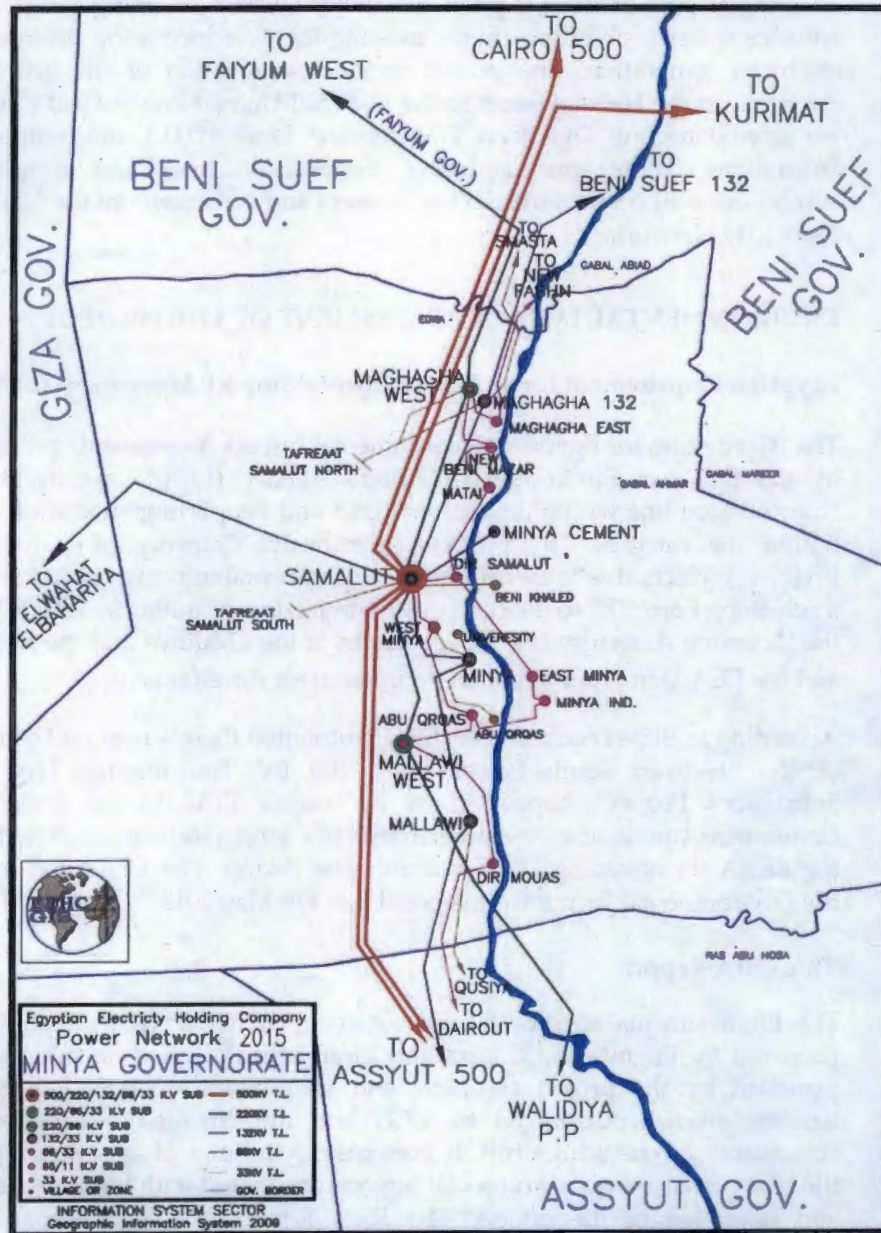 TO
CAIRO 500
TO
FAIYUM WEST
TO
KURIMAT
(FAIYUM GOV.)
TO
BENI SUEF 132
BENI SUEF
GOV.
BENI SUEF
GOV.
GIZA GOV.
TO
SMASTA
TO
NEW
FASHN
GABAL ABIAD
MAGHAGHA
WEST
MAGHAGHA 132
MAGHAGHA EAST
TAFREAAT
SAMALUT NORTH
NEW
BENI MAZAR
MATAI
MINYA CEMENT
SAMALUT
DIR SAMALUT
BENI KHALED
TO
ELWAHAT
ELBAHARIYA
TAFREAAT
SAMALUT SOUTH
WEST
MINYA
UNIVERESITY
MINYA
EAST MINYA
MINYA IND.
ABU QRQAS
ABU QRQAS
MALLAWI
WEST
MALLAWI
DIR MOUAS
RAS ABU HOSA
TO
QUSIYA
TO
DAIROUT
TO
ASSYUT 500
TO
WALIDIYA
P.P
ASSYUT GOV.
EEHC
GIS
Egyptian Electricity Holding Company
Power Network 2015
MINYA GOVERNORATE
500/220/132/66/33 K.V SUB 500KV T.L.
220/66/33 K.V SUB 220KV T.L.
220/66 K.V SUB 132KV T.L.
132/33 K.V SUB
66/33 K.V SUB 66KV T.L.
66/11 K.V SUB
33 K.V SUB 33KV T.L.
VILLAGE OR ZONE GOV. BORDER
INFORMATION SYSTEM SECTOR
Geographic Information System 2009